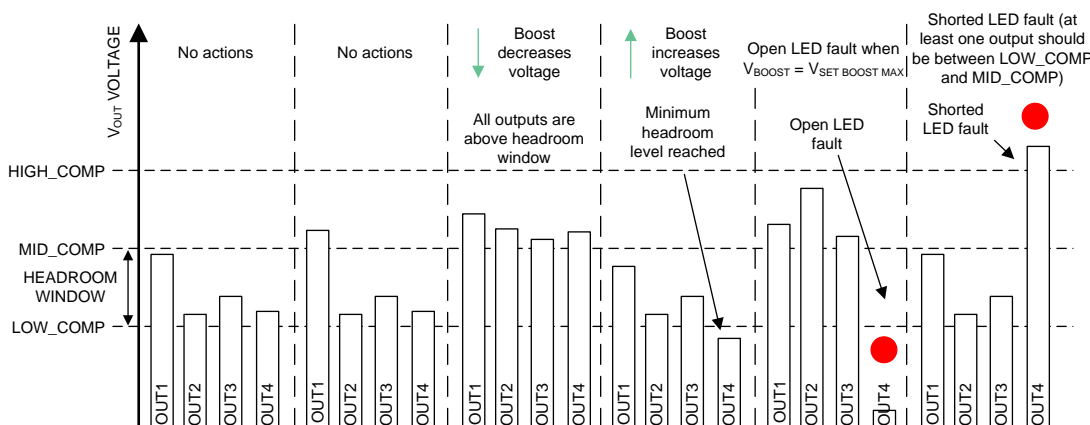 V_OUT VOLTAGE
HIGH_COMP
MID_COMP
HEADROOM
WINDOW
LOW_COMP
No actions
OUT1
OUT2
OUT3
OUT4
No actions
OUT1
OUT2
OUT3
OUT4
Boost
decreases
voltage
All outputs are
above headroom
window
OUT1
OUT2
OUT3
OUT4
Boost
increases
voltage
Minimum
headroom
level reached
OUT1
OUT2
OUT3
OUT4
Open LED fault when
V_BOOST = V_SET BOOST MAX
Open LED
fault
OUT1
OUT2
OUT3
OUT4
Shorted LED fault (at
least one output should
be between LOW_COMP
and MID_COMP)
Shorted
LED fault
OUT1
OUT2
OUT3
OUT4